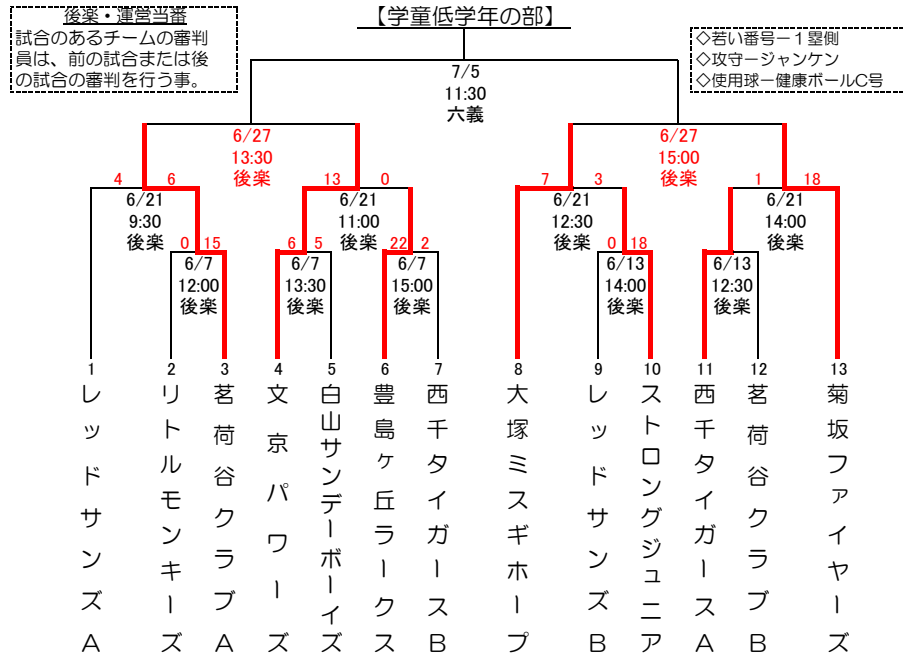 【学童低学年の部】
後楽・運営当番
試合のあるチームの審判
員は、前の試合または後
の試合の審判を行う事。
◇若い番号ー１塁側
◇攻守ージャンケン
◇使用球ー健康ボールC号
7/5
11:30
六義
6/27
13:30
後楽
6/27
15:00
後楽
4 6
6/21
9:30
後楽
13 0
6/21
11:00
後楽
7 3
6/21
12:30
後楽
1 18
6/21
14:00
後楽
0 15
6/7
12:00
後楽
6 5
6/7
13:30
後楽
22 2
6/7
15:00
後楽
0 18
6/13
14:00
後楽
6/13
12:30
後楽
1
レッドサンズA
2
リトルモンキーズ
3
茗荷谷クラブA
4
文京パワーズ
5
白山サンデーボーイズ
6
豊島ヶ丘ラークス
7
西千タイガースB
8
大塚ミスギホープ
9
レッドサンズB
10
ストロングジュニア
11
西千タイガースA
12
茗荷谷クラブB
13
菊坂ファイヤーズ